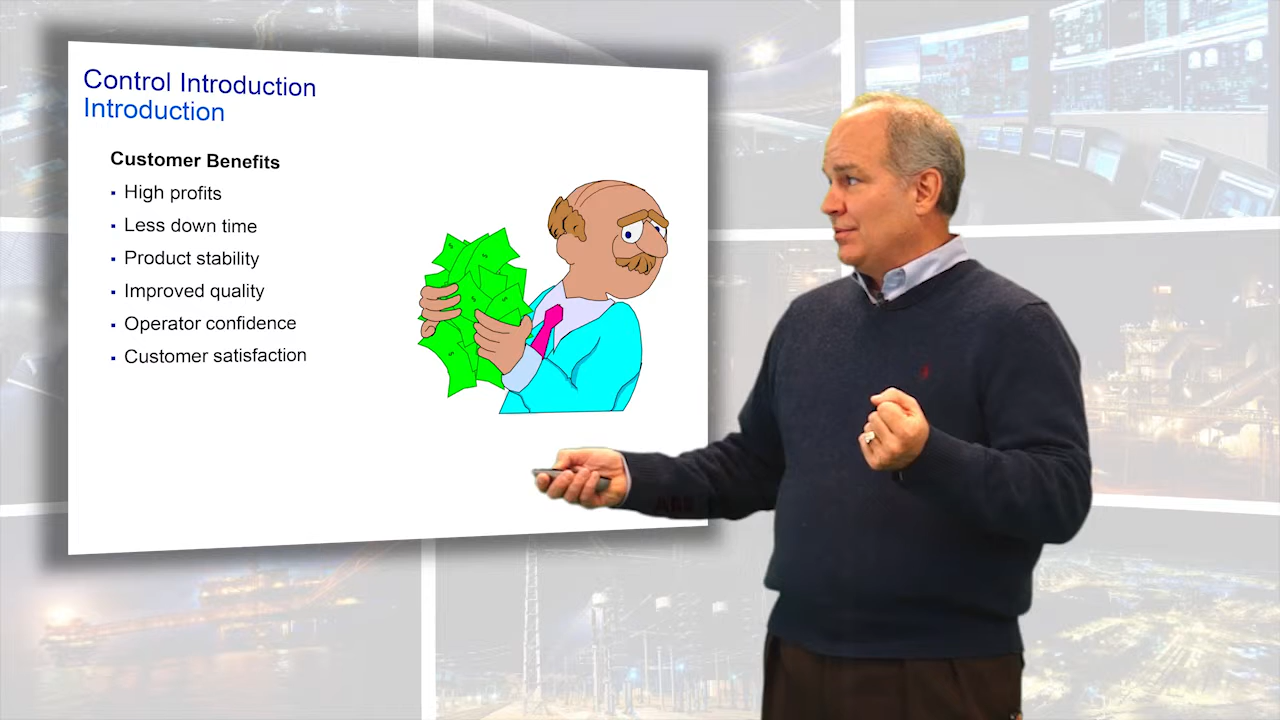 Control Introduction
Introduction
Customer Benefits
▪ High profits
▪ Less down time
▪ Product stability
▪ Improved quality
▪ Operator confidence
▪ Customer satisfaction